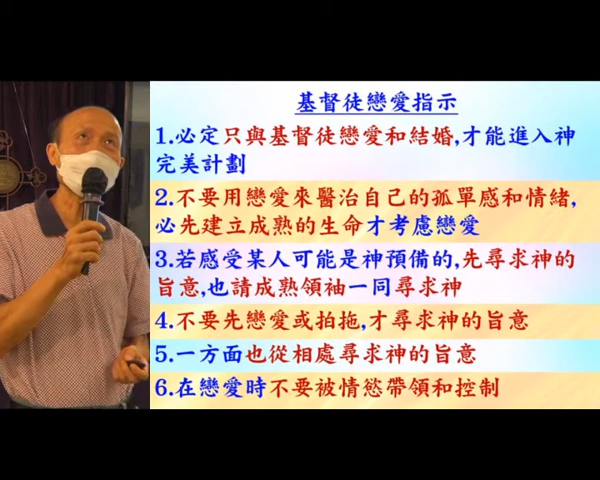 基督徒戀愛指示
1.必定只與基督徒戀愛和結婚,才能進入神
完美計劃
2.不要用戀愛來醫治自己的孤單感和情緒,
必先建立成熟的生命才考慮戀愛
3.若感受某人可能是神預備的,先尋求神的
旨意,也請成熟領袖一同尋求神
4.不要先戀愛或拍拖,才尋求神的旨意
5.一方面也從相處尋求神的旨意
6.在戀愛時不要被情慾帶領和控制